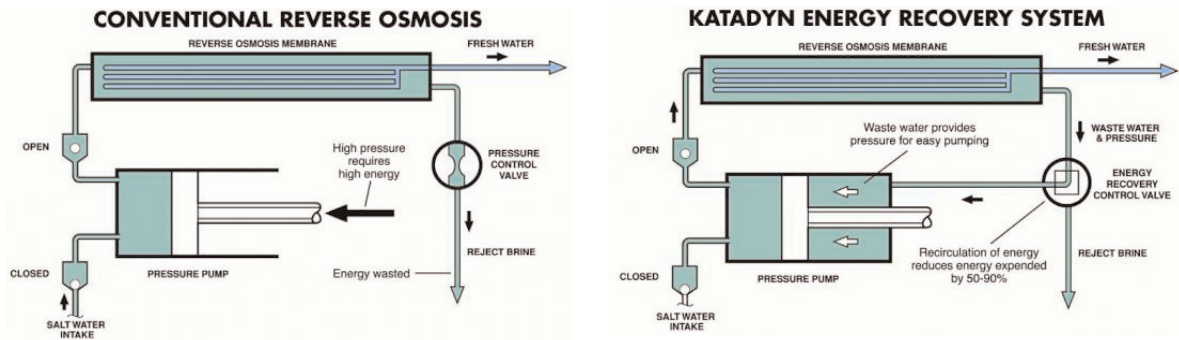 CONVENTIONAL REVERSE OSMOSIS
REVERSE OSMOSIS MEMBRANE
FRESH WATER
OPEN
High pressure
requires
high energy
PRESSURE
CONTROL
VALVE
REJECT BRINE
CLOSED
PRESSURE PUMP
Energy wasted
SALT WATER
INTAKE
KATADYN ENERGY RECOVERY SYSTEM
REVERSE OSMOSIS MEMBRANE
FRESH WATER
Waste water provides
pressure for easy pumping
WASTE WATER
& PRESSURE
OPEN
ENERGY
RECOVERY
CONTROL VALVE
Recirculation of energy
reduces energy expended
by 50-90%
REJECT BRINE
CLOSED
PRESSURE PUMP
SALT WATER
INTAKE